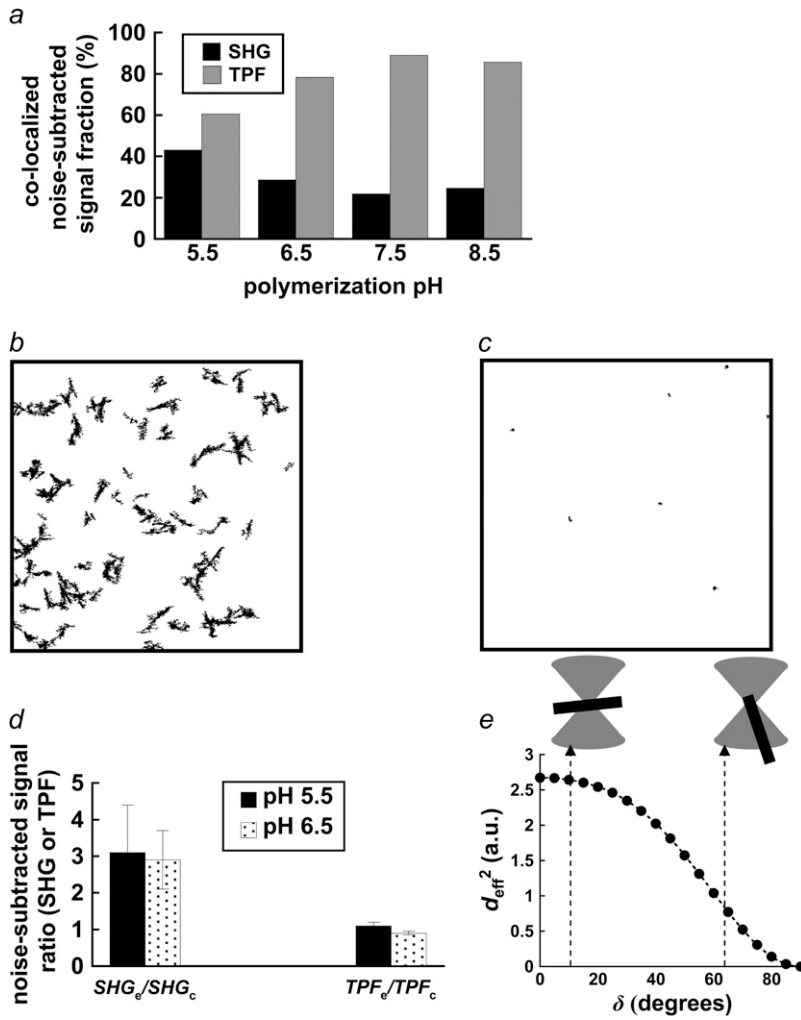 a
co-localized
noise-subtracted
signal fraction (%)
100
80
60
40
20
0
SHG
TPF
5.5 6.5 7.5 8.5
polymerization pH
b
c
d
noise-subtracted signal
ratio (SHG or TPF)
5
4
3
2
1
0
pH 5.5
pH 6.5
SHGe/SHGc TPFe/TPFc
e
deff2 (a.u.)
3
2.5
2
1.5
1
0.5
0
0 20 40 60 80
δ (degrees)